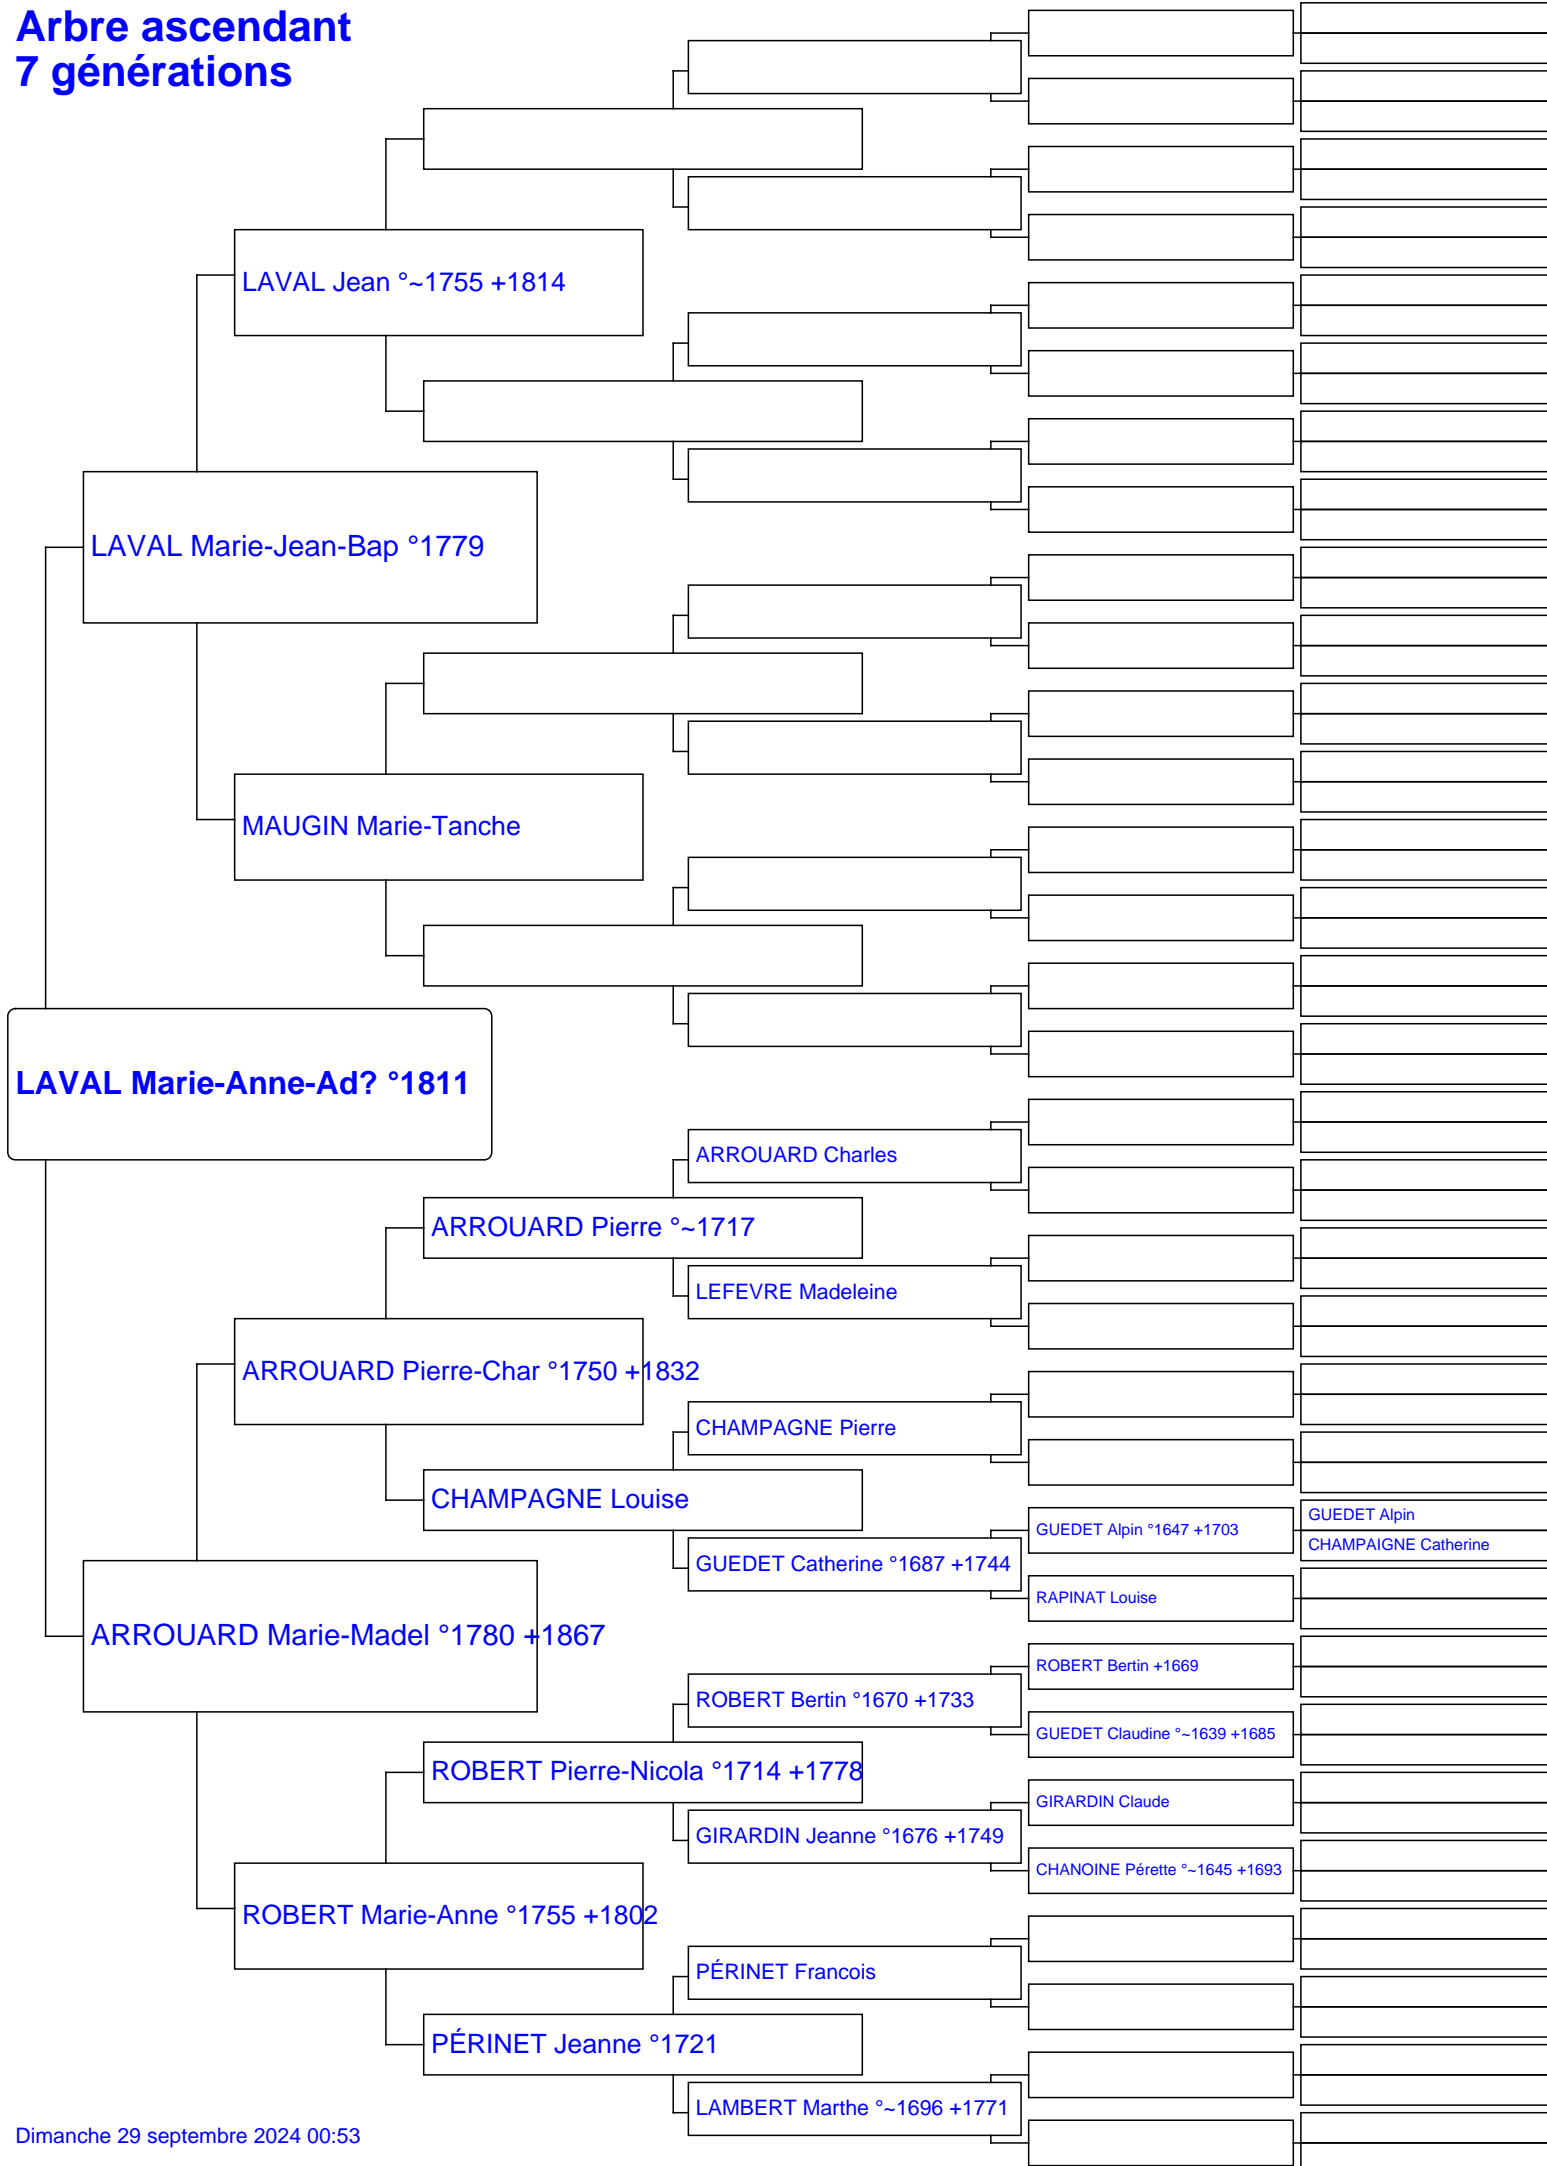 Arbre ascendant
7 générations
LAVAL Jean °~1755 +1814
LAVAL Marie-Jean-Bap °1779
MAUGIN Marie-Tanche
LAVAL Marie-Anne-Ad? °1811
ARROUARD Charles
ARROUARD Pierre °~1717
LEFEVRE Madeleine
ARROUARD Pierre-Char °1750 +1832
CHAMPAGNE Pierre
CHAMPAGNE Louise
GUEDET Alpin
GUEDET Alpin °1647 +1703
CHAMPAIGNE Catherine
GUEDET Catherine °1687 +1744
RAPINAT Louise
ARROUARD Marie-Madel °1780 +1867
ROBERT Bertin +1669
ROBERT Bertin °1670 +1733
GUEDET Claudine °~1639 +1685
ROBERT Pierre-Nicola °1714 +1778
GIRARDIN Claude
GIRARDIN Jeanne °1676 +1749
CHANOINE Pérette °~1645 +1693
ROBERT Marie-Anne °1755 +1802
PÉRINET Francois
PÉRINET Jeanne °1721
LAMBERT Marthe °~1696 +1771
Dimanche 29 septembre 2024 00:53